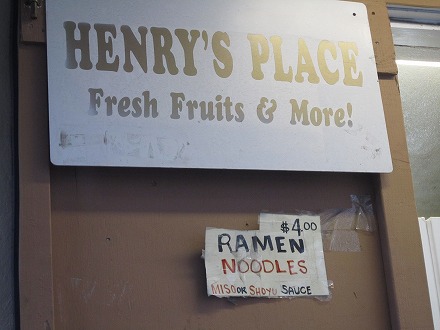 HENRY'S PLACE
Fresh Fruits & More!
$4.00
RAMEN
NOODLES
MISO OR SHOYU SAUCE